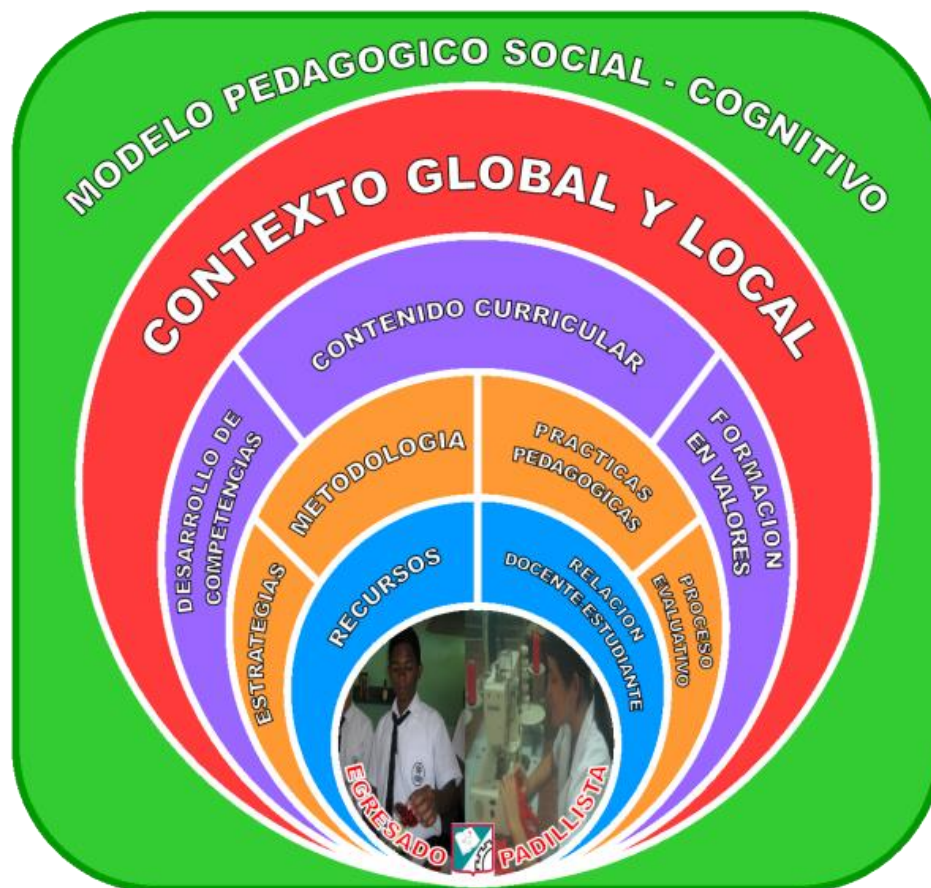 MODELO PEDAGOGICO SOCIAL - COGNITIVO
CONTEXTO GLOBAL Y LOCAL
CONTENIDO CURRICULAR
DESARROLLO DE
COMPETENCIAS
FORMACION
EN VALORES
METODOLOGIA
PRACTICAS
PEDAGOGICAS
ESTRATEGIAS
PROCESO
EVALUATIVO
RECURSOS
RELACION
DOCENTE-ESTUDIANTE
EGRESADO PADILLISTA